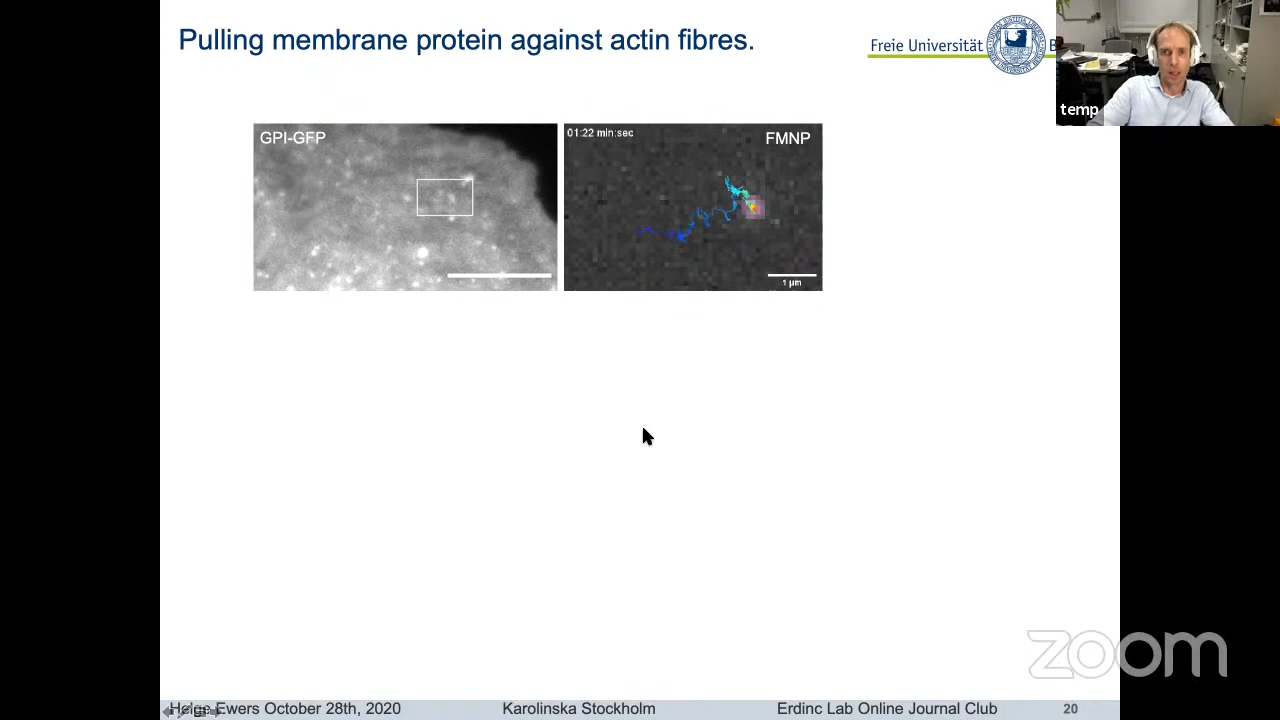 Pulling membrane protein against actin fibres.
Freie Universität
temp
GPI-GFP
01:22 min:sec
FMNP
1 µm
zoom
Helge Ewers October 28th, 2020
Karolinska Stockholm
Erdinc Lab Online Journal Club
20